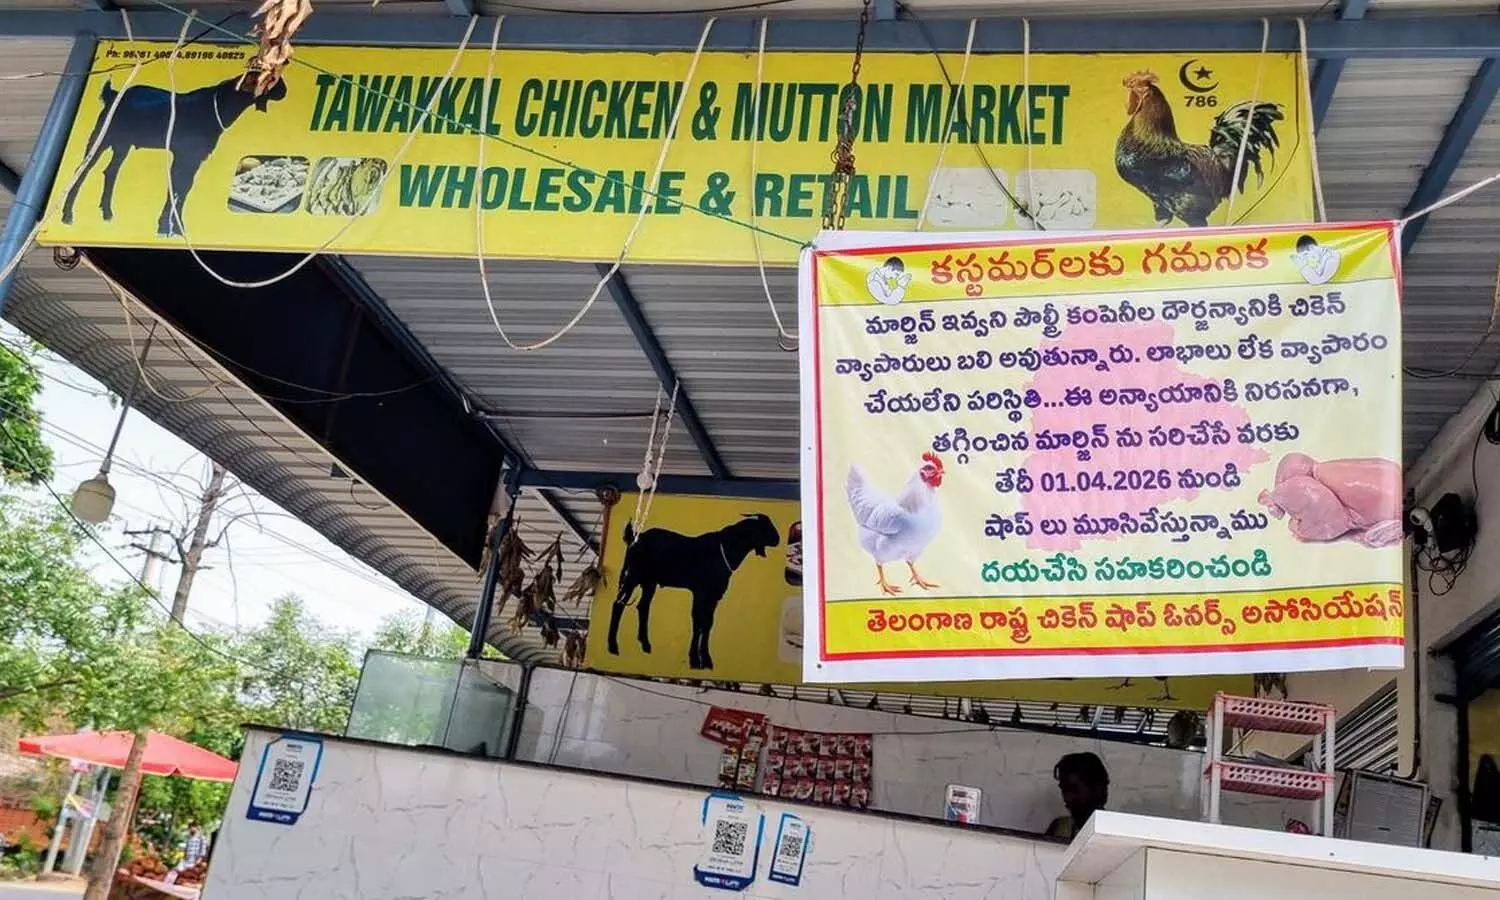 TAWAKKAL CHICKEN & MUTTON MARKET
786
WHOLESALE & RETAIL
కస్టమర్‌లకు గమనిక
మార్జిన్ ఇవ్వని పౌల్ట్రీ కంపెనీల దౌర్జన్యానికి చికెన్
వ్యాపారులు బలి అవుతున్నారు. లాభాలు లేక వ్యాపారం
చేయలేని పరిస్థితి...ఈ అన్యాయానికి నిరసనగా,
తగ్గించిన మార్జిన్ ను సరిచేసే వరకు
తేదీ 01.04.2026 నుండి
షాప్ లు మూసివేస్తున్నాము
దయచేసి సహకరించండి
తెలంగాణ రాష్ట్ర చికెన్ షాప్ ఓనర్స్ అసోసియేషన్